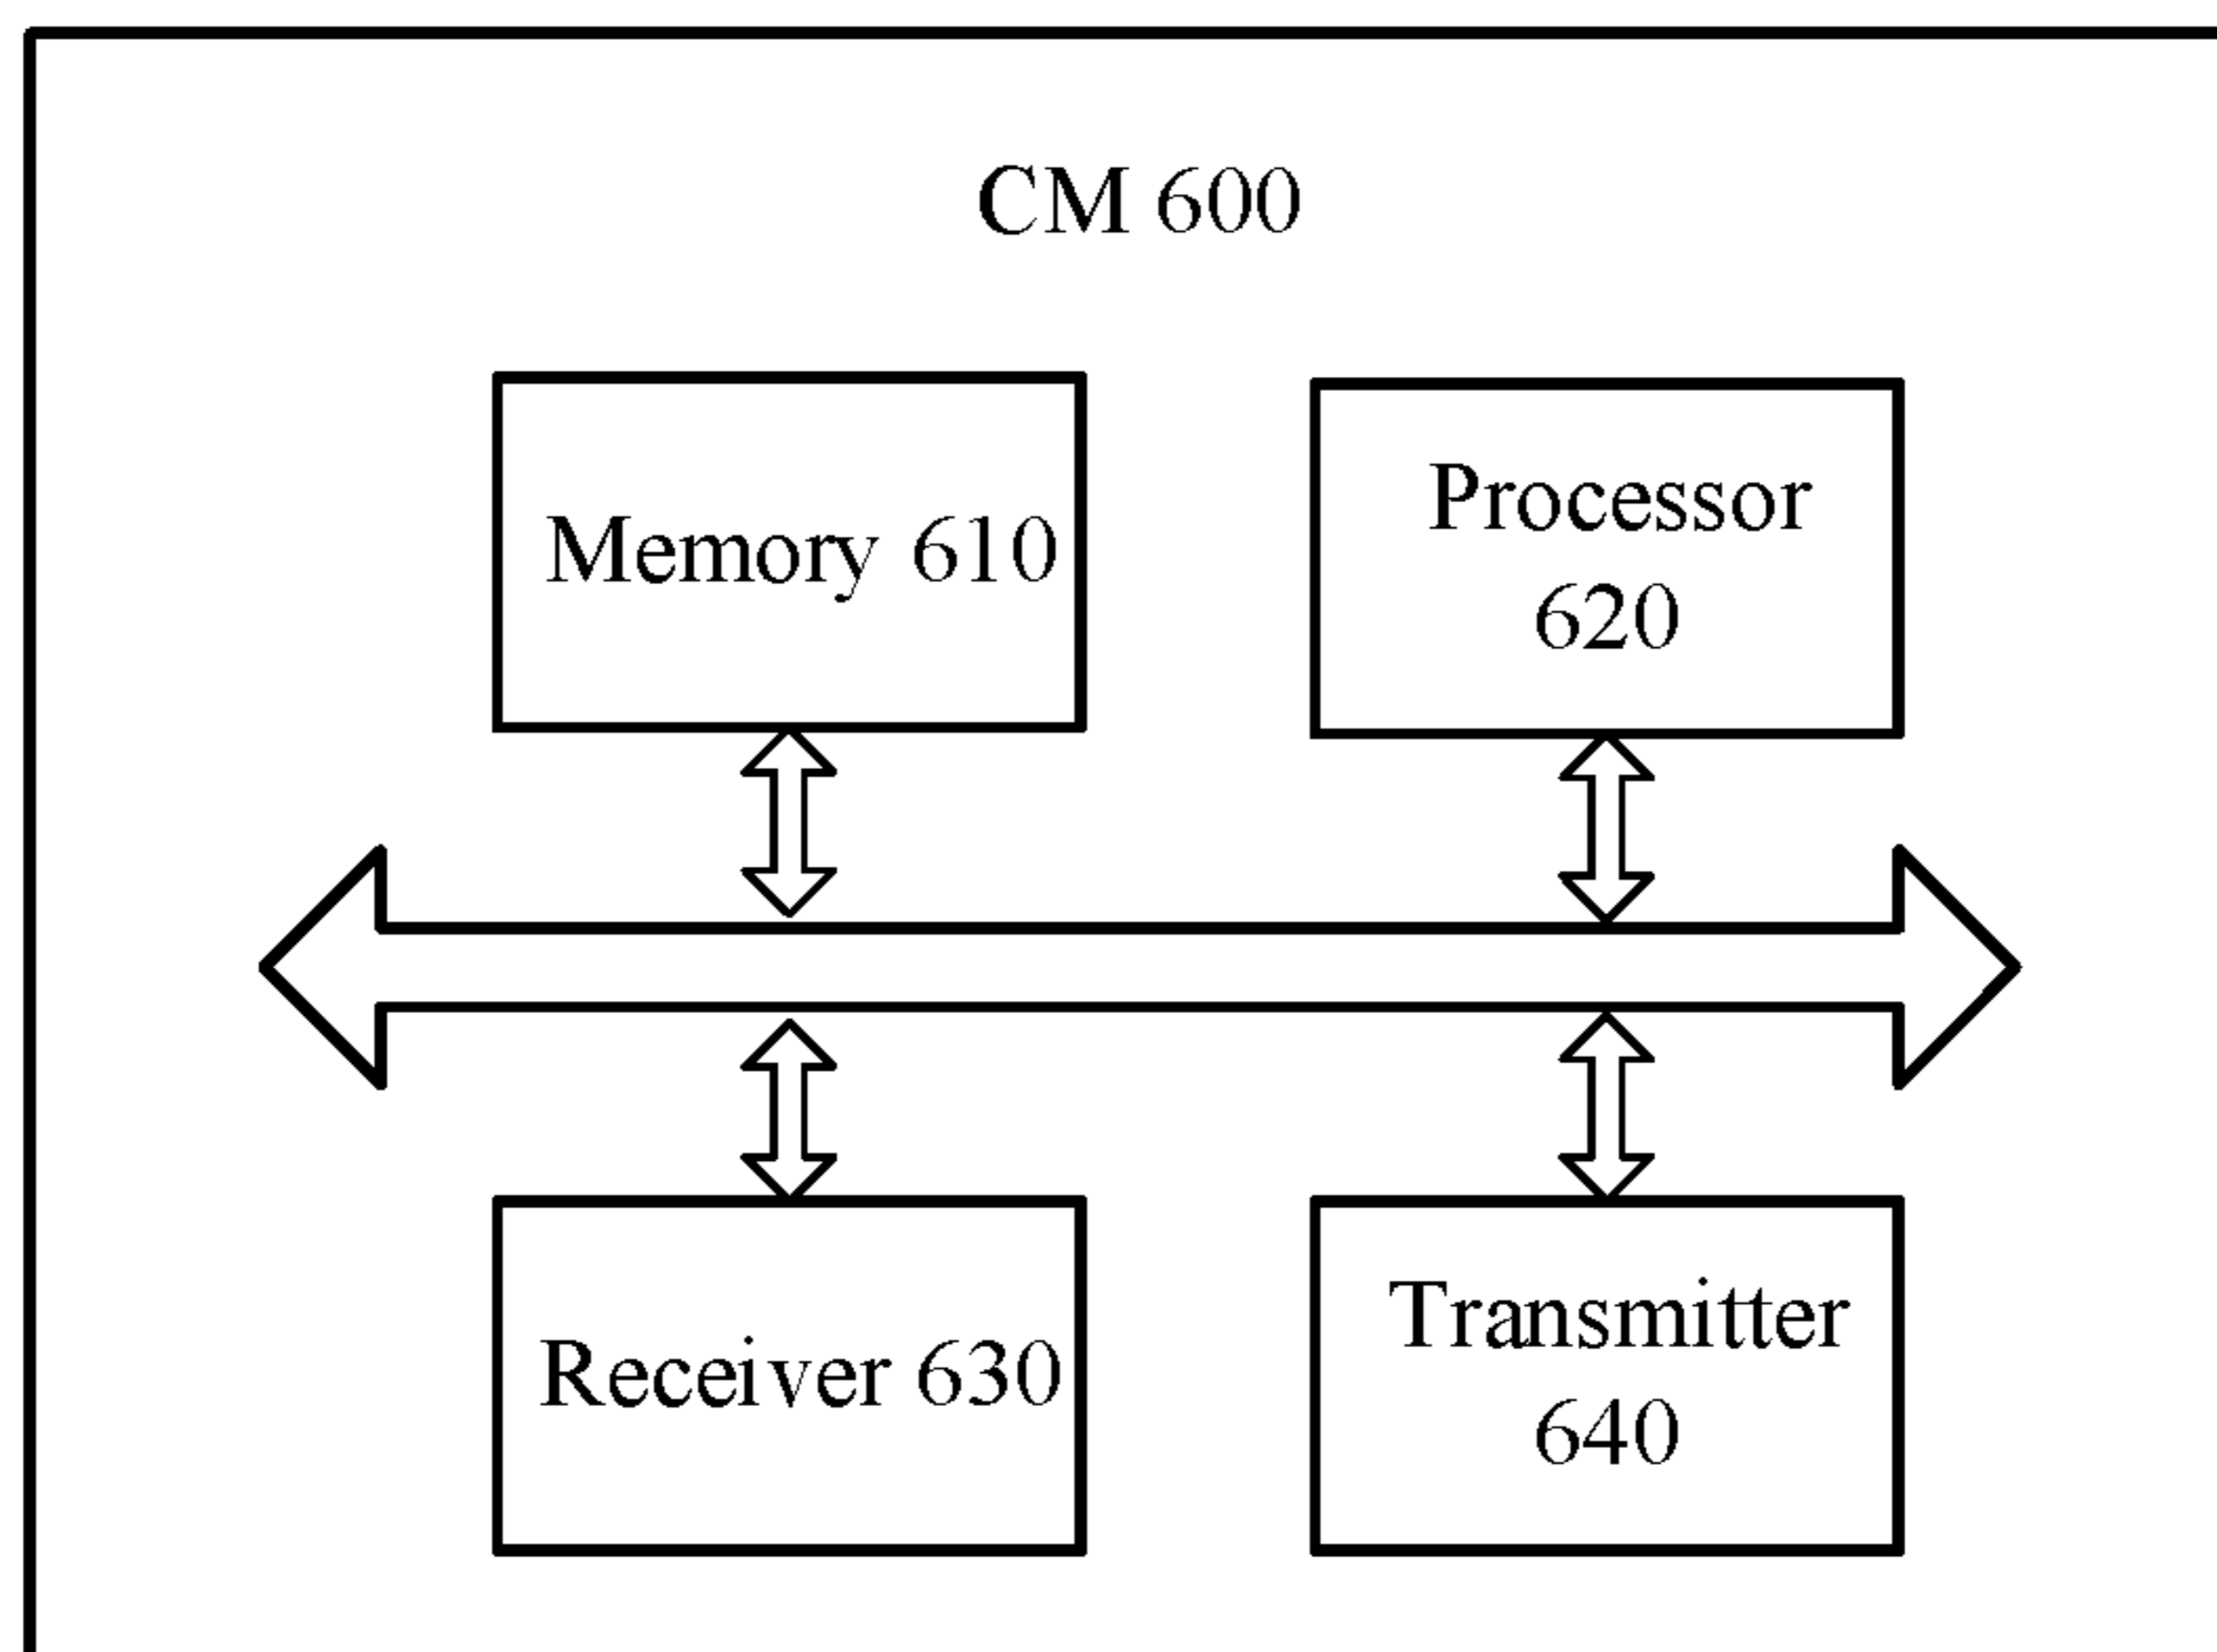 CM 600
Memory 610
Processor
620
Receiver 630
Transmitter
640